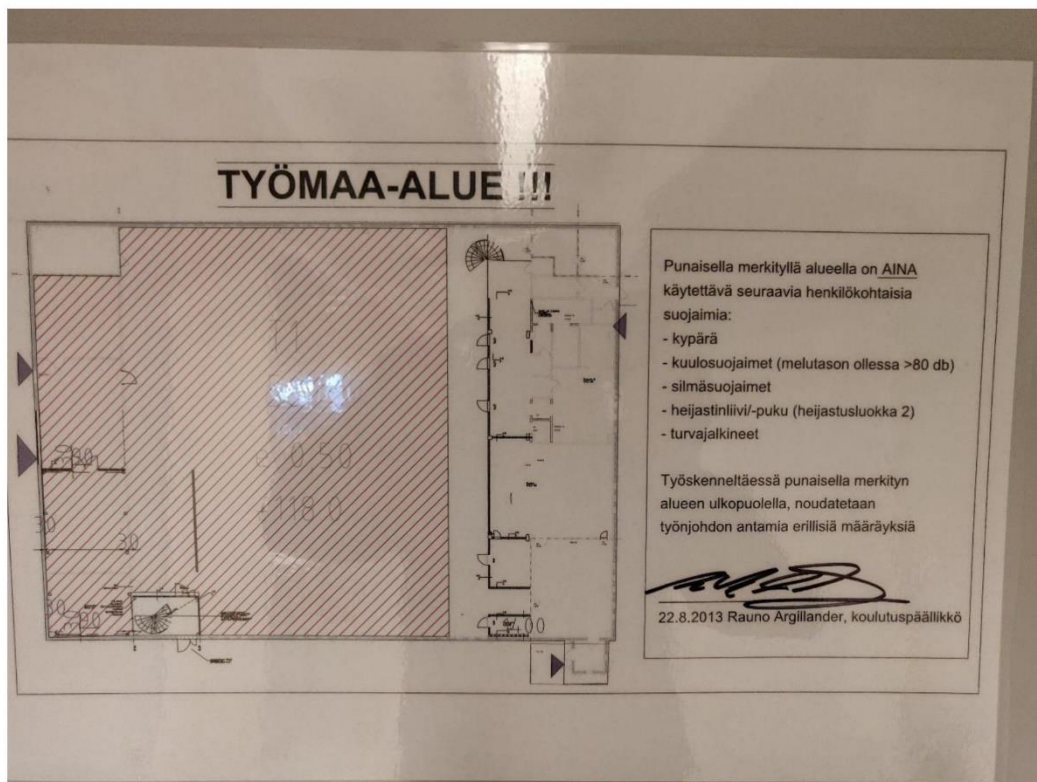 TYÖMAA-ALUE !!!
Punaisella merkityllä alueella on AINA
käytettävä seuraavia henkilökohtaisia
suojaimia:
- kypärä
- kuulosuojaimet (melutason ollessa >80 db)
- silmäsuojaimet
- heijastinliivi/-puku (heijastusluokka 2)
- turvajalkineet
Työskenneltäessä punaisella merkityn
alueen ulkopuolella, noudatetaan
työnjohdon antamia erillisiä määräyksiä
22.8.2013 Rauno Argillander, koulutuspäällikkö